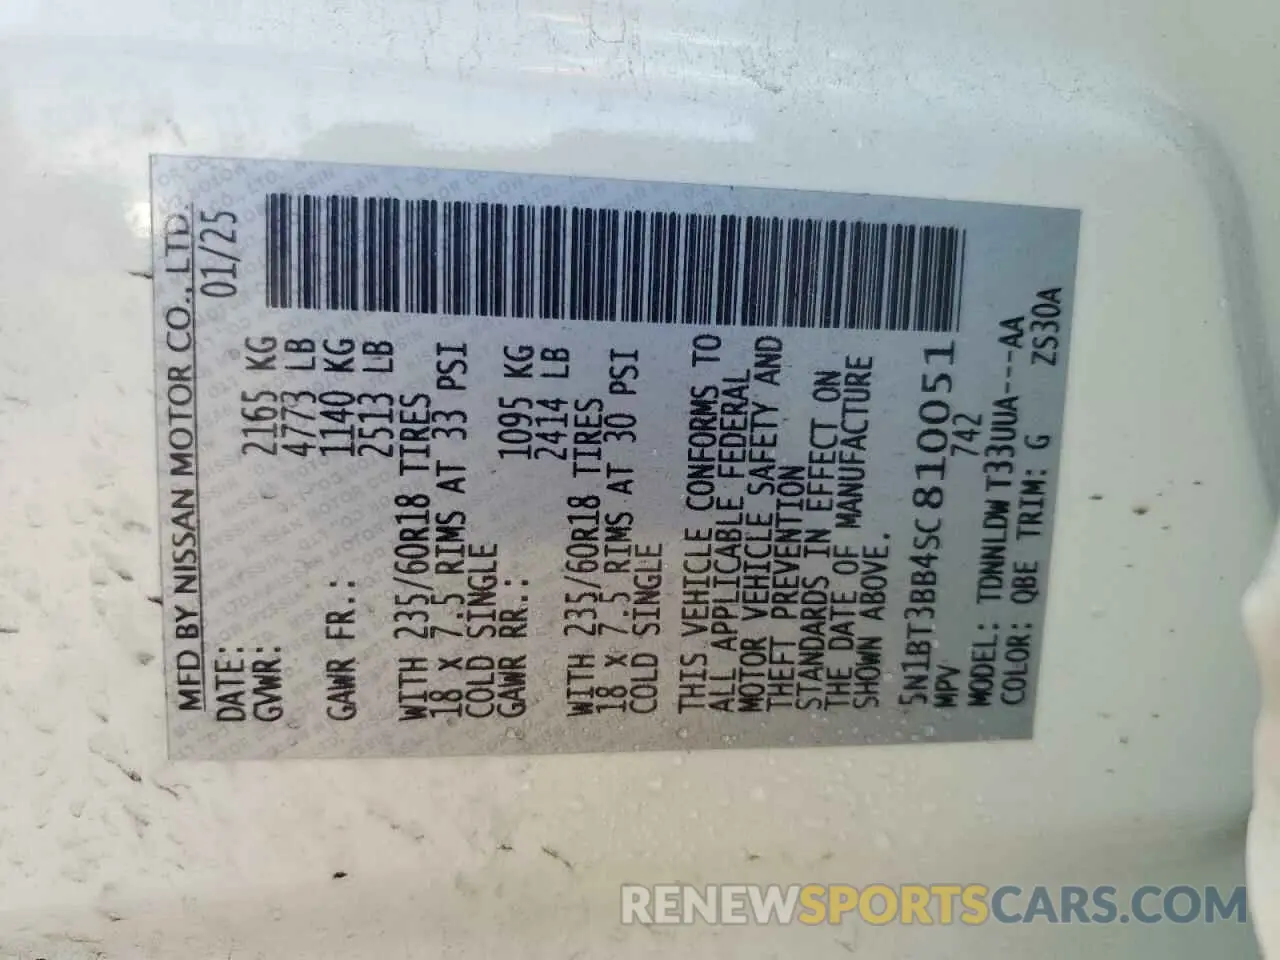 MFD BY NISSAN MOTOR CO., LTD.
DATE: 01/25
GVWR: 2165 KG
4773 LB
GAWR FR.: 1140 KG
2513 LB
WITH 235/60R18 TIRES
18 X 7.5 RIMS AT 33 PSI
COLD SINGLE
GAWR RR.: 1095 KG
2414 LB
WITH 235/60R18 TIRES
18 X 7.5 RIMS AT 30 PSI
COLD SINGLE
THIS VEHICLE CONFORMS TO
ALL APPLICABLE FEDERAL
MOTOR VEHICLE SAFETY AND
THEFT PREVENTION
STANDARDS IN EFFECT ON
THE DATE OF MANUFACTURE
SHOWN ABOVE.
5N1BT3BB4SC810051
MPV 742
MODEL: TDNNLDW T33UUA---AA
COLOR: QBE TRIM: G ZS30A
RENEWSPORTSCARS.COM